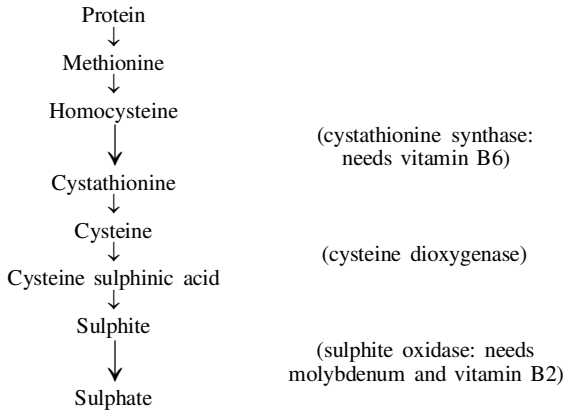 Protein
Methionine
Homocysteine
(cystathionine synthase:
needs vitamin B6)
Cystathionine
Cysteine
(cysteine dioxygenase)
Cysteine sulphinic acid
Sulphite
(sulphite oxidase: needs
molybdenum and vitamin B2)
Sulphate